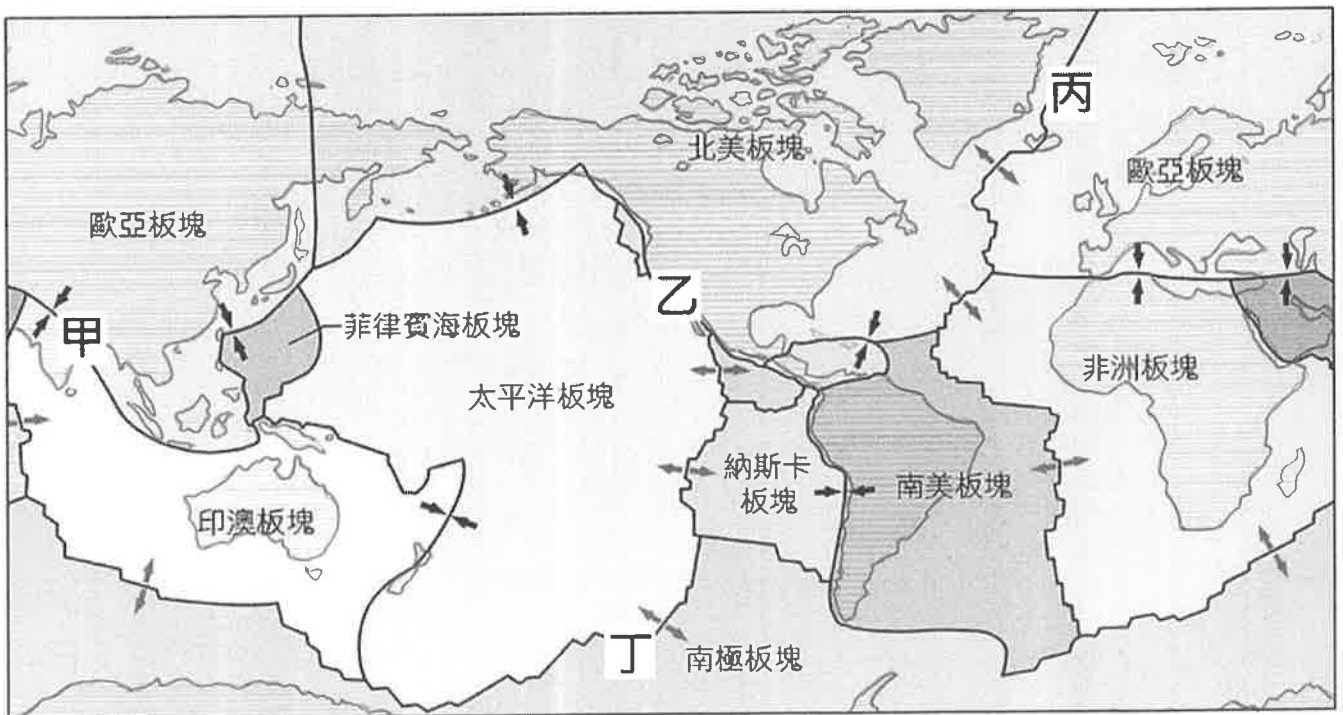 丙
北美板塊
歐亞板塊
歐亞板塊
乙
甲
菲律賓海板塊
太平洋板塊
非洲板塊
納斯卡
板塊
南美板塊
印澳板塊
丁
南極板塊